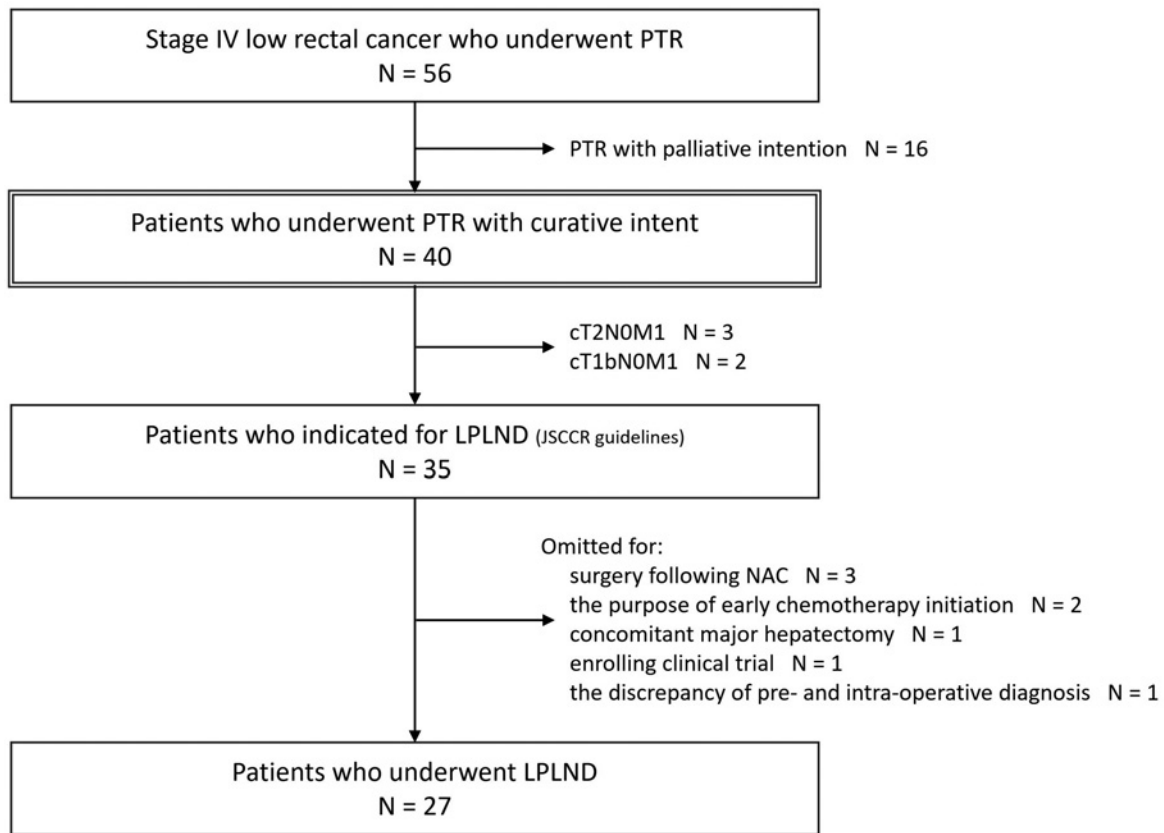 Stage IV low rectal cancer who underwent PTR
N = 56
PTR with palliative intention N = 16
Patients who underwent PTR with curative intent
N = 40
cT2N0M1 N = 3
cT1bN0M1 N = 2
Patients who indicated for LPLND (JSCCR guidelines)
N = 35
Omitted for:
surgery following NAC N = 3
the purpose of early chemotherapy initiation N = 2
concomitant major hepatectomy N = 1
enrolling clinical trial N = 1
the discrepancy of pre- and intra-operative diagnosis N = 1
Patients who underwent LPLND
N = 27